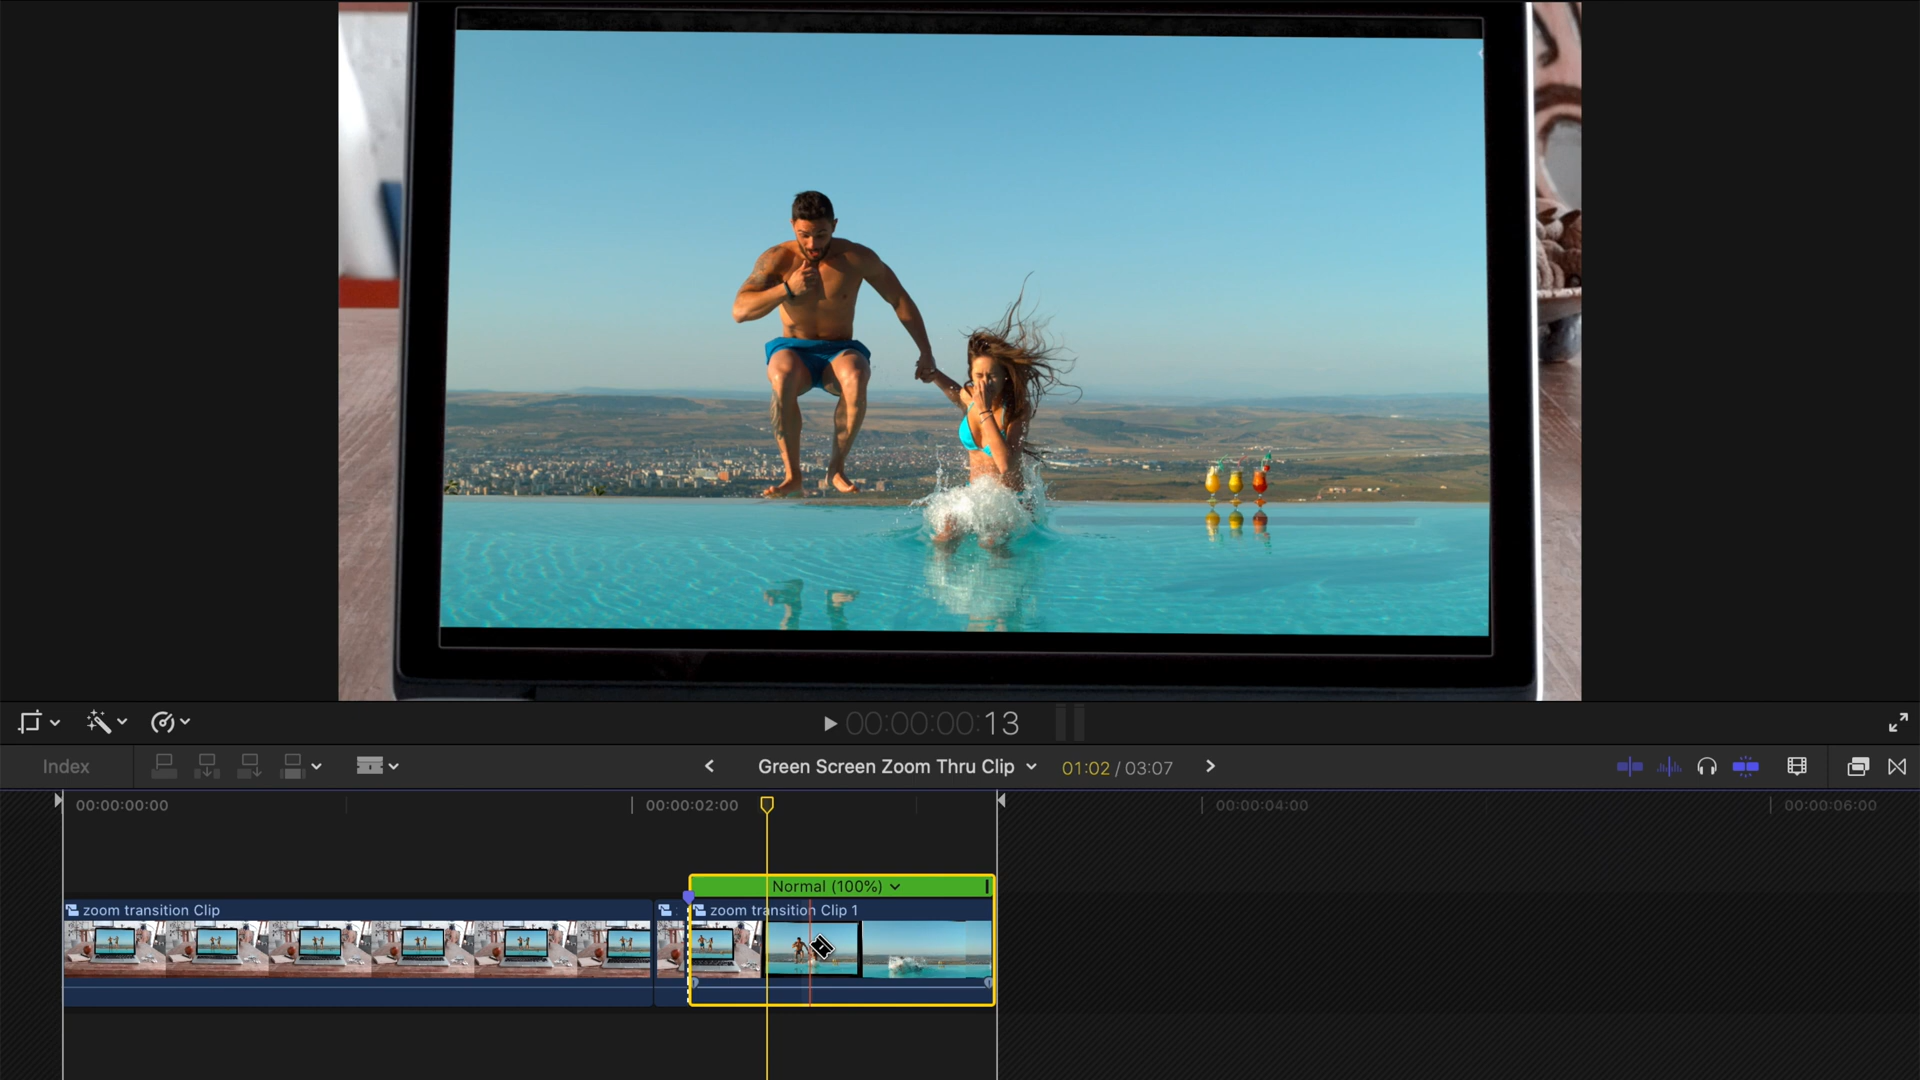 00:00:00:13
Index
Green Screen Zoom Thru Clip
01:02 / 03:07
00:00:00:00
00:00:02:00
00:00:04:00
00:00:06:00
Normal (100%)
zoom transition Clip
zoom transition Clip 1